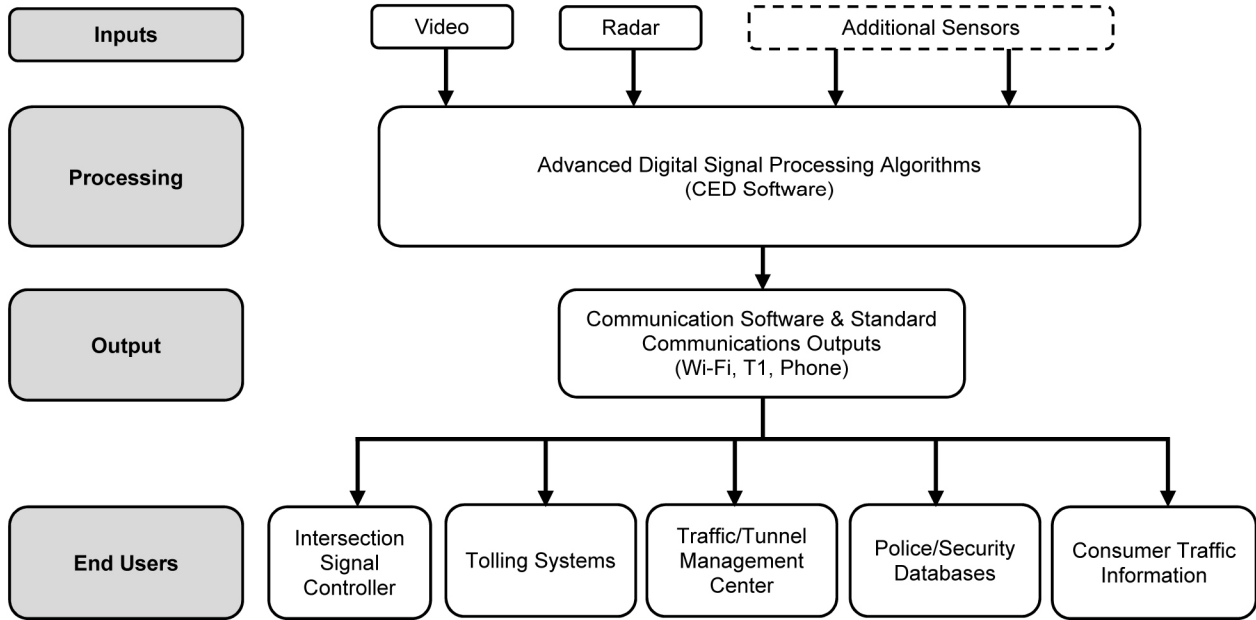 Inputs
Video
Radar
Additional Sensors
Processing
Advanced Digital Signal Processing Algorithms
(CED Software)
Output
Communication Software & Standard
Communications Outputs
(Wi-Fi, T1, Phone)
End Users
Intersection
Signal
Controller
Tolling Systems
Traffic/Tunnel
Management
Center
Police/Security
Databases
Consumer Traffic
Information